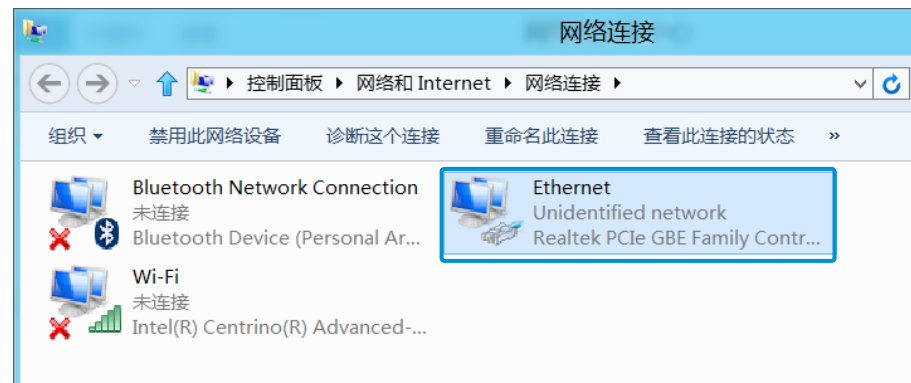 网络连接
控制面板 网络和 Internet 网络连接
组织 禁用此网络设备 诊断这个连接 重命名此连接 查看此连接的状态 »
Bluetooth Network Connection
未连接
Bluetooth Device (Personal Ar...
Ethernet
Unidentified network
Realtek PCIe GBE Family Contr...
Wi-Fi
未连接
Intel(R) Centrino(R) Advanced-...